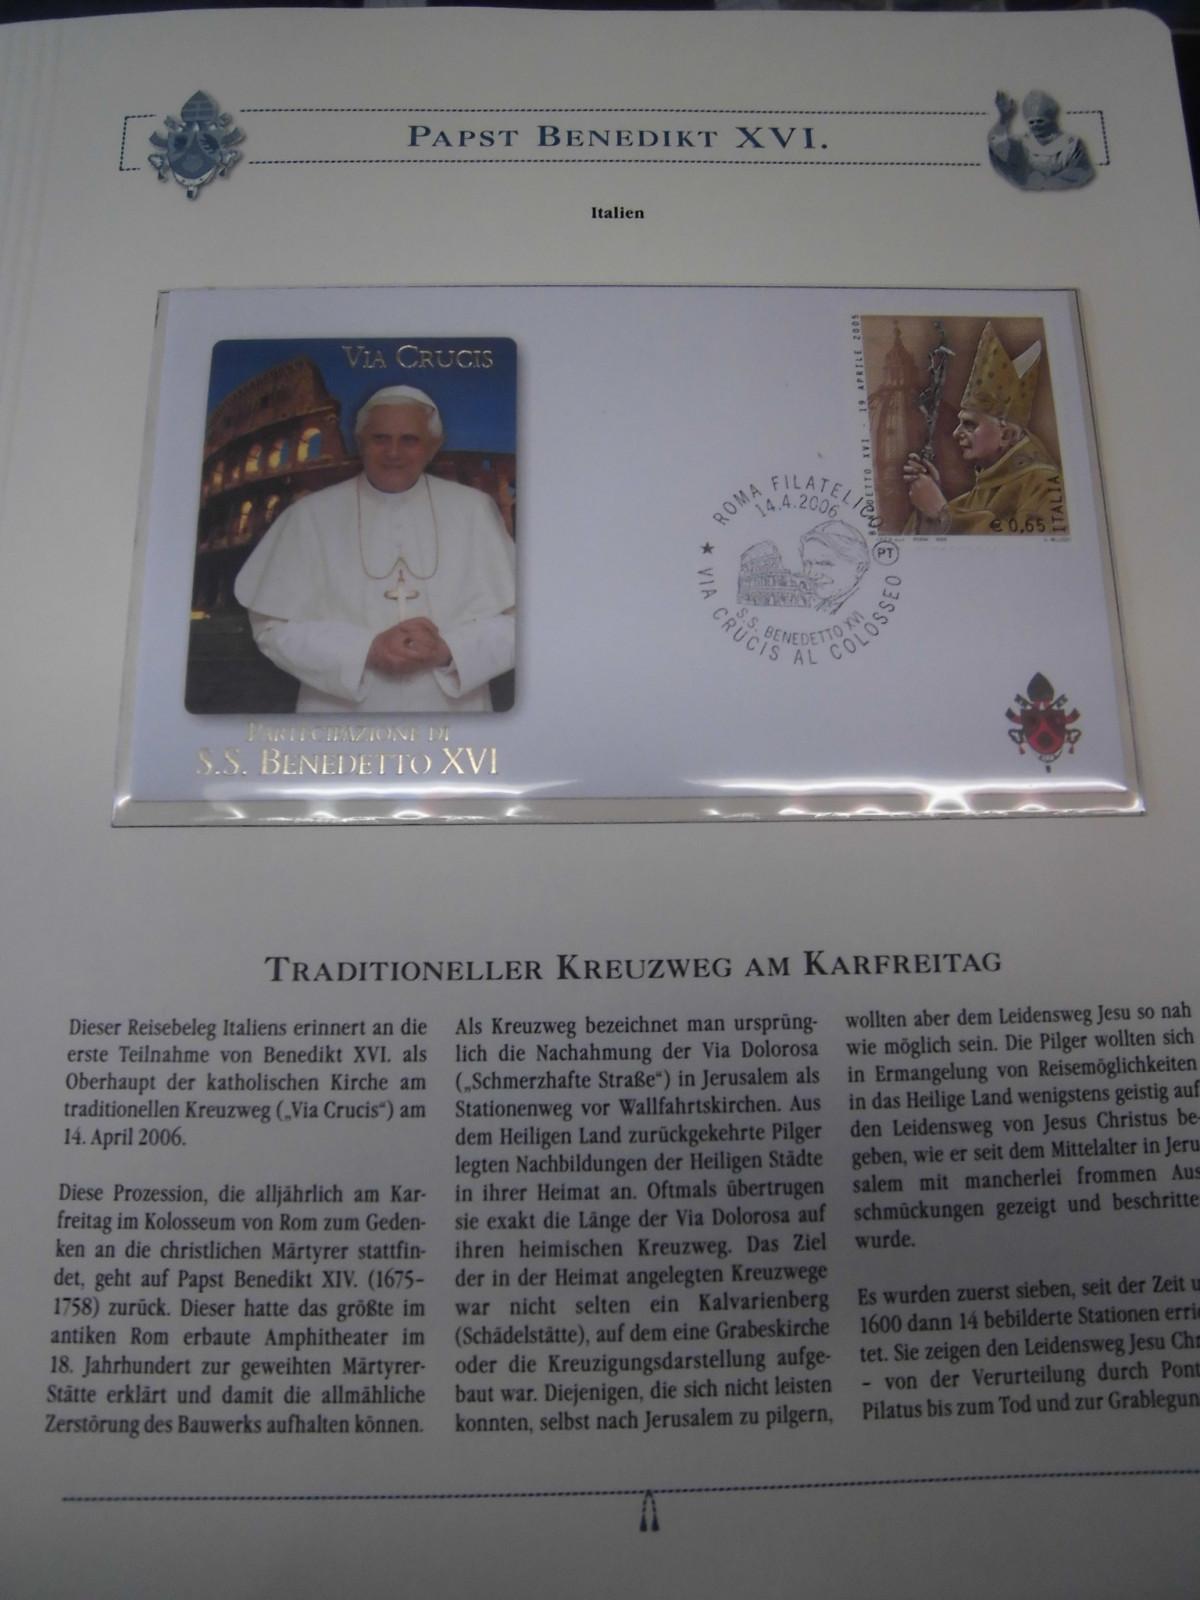 PAPST BENEDIKT XVI.
Italien
VIA CRUCIS
PARTECIPAZIONE DI
S.S. BENEDETTO XVI
BENEDETTO XVI - 19 APRILE 2005
€ 0,65
ITALIA
ROMA FILATELICO
14.4.2006
PT
S.S. BENEDETTO XVI
★ VIA CRUCIS AL COLOSSEO
TRADITIONELLER KREUZWEG AM KARFREITAG
Dieser Reisebeleg Italiens erinnert an die
erste Teilnahme von Benedikt XVI. als
Oberhaupt der katholischen Kirche am
traditionellen Kreuzweg („Via Crucis“) am
14. April 2006.
Diese Prozession, die alljährlich am Kar-
freitag im Kolosseum von Rom zum Geden-
ken an die christlichen Märtyrer stattfin-
det, geht auf Papst Benedikt XIV. (1675–
1758) zurück. Dieser hatte das größte im
antiken Rom erbaute Amphitheater im
18. Jahrhundert zur geweihten Märtyrer-
Stätte erklärt und damit die allmähliche
Zerstörung des Bauwerks aufhalten können.
Als Kreuzweg bezeichnet man ursprüng-
lich die Nachahmung der Via Dolorosa
(„Schmerzhafte Straße“) in Jerusalem als
Stationenweg vor Wallfahrtskirchen. Aus
dem Heiligen Land zurückgekehrte Pilger
legten Nachbildungen der Heiligen Städte
in ihrer Heimat an. Oftmals übertrugen
sie exakt die Länge der Via Dolorosa auf
ihren heimischen Kreuzweg. Das Ziel
der in der Heimat angelegten Kreuzwege
war nicht selten ein Kalvarienberg
(Schädelstätte), auf dem eine Grabeskirche
oder die Kreuzigungsdarstellung aufge-
baut war. Diejenigen, die sich nicht leisten
konnten, selbst nach Jerusalem zu pilgern,
wollten aber dem Leidensweg Jesu so nah
wie möglich sein. Die Pilger wollten sich
in Ermangelung von Reisemöglichkeiten
in das Heilige Land wenigstens geistig auf
den Leidensweg von Jesus Christus be-
geben, wie er seit dem Mittelalter in Jeru
salem mit mancherlei frommen Aus
schmückungen gezeigt und beschritte
wurde.
Es wurden zuerst sieben, seit der Zeit u
1600 dann 14 bebilderte Stationen erric
tet. Sie zeigen den Leidensweg Jesu Chr
– von der Verurteilung durch Pont
Pilatus bis zum Tod und zur Grablegun